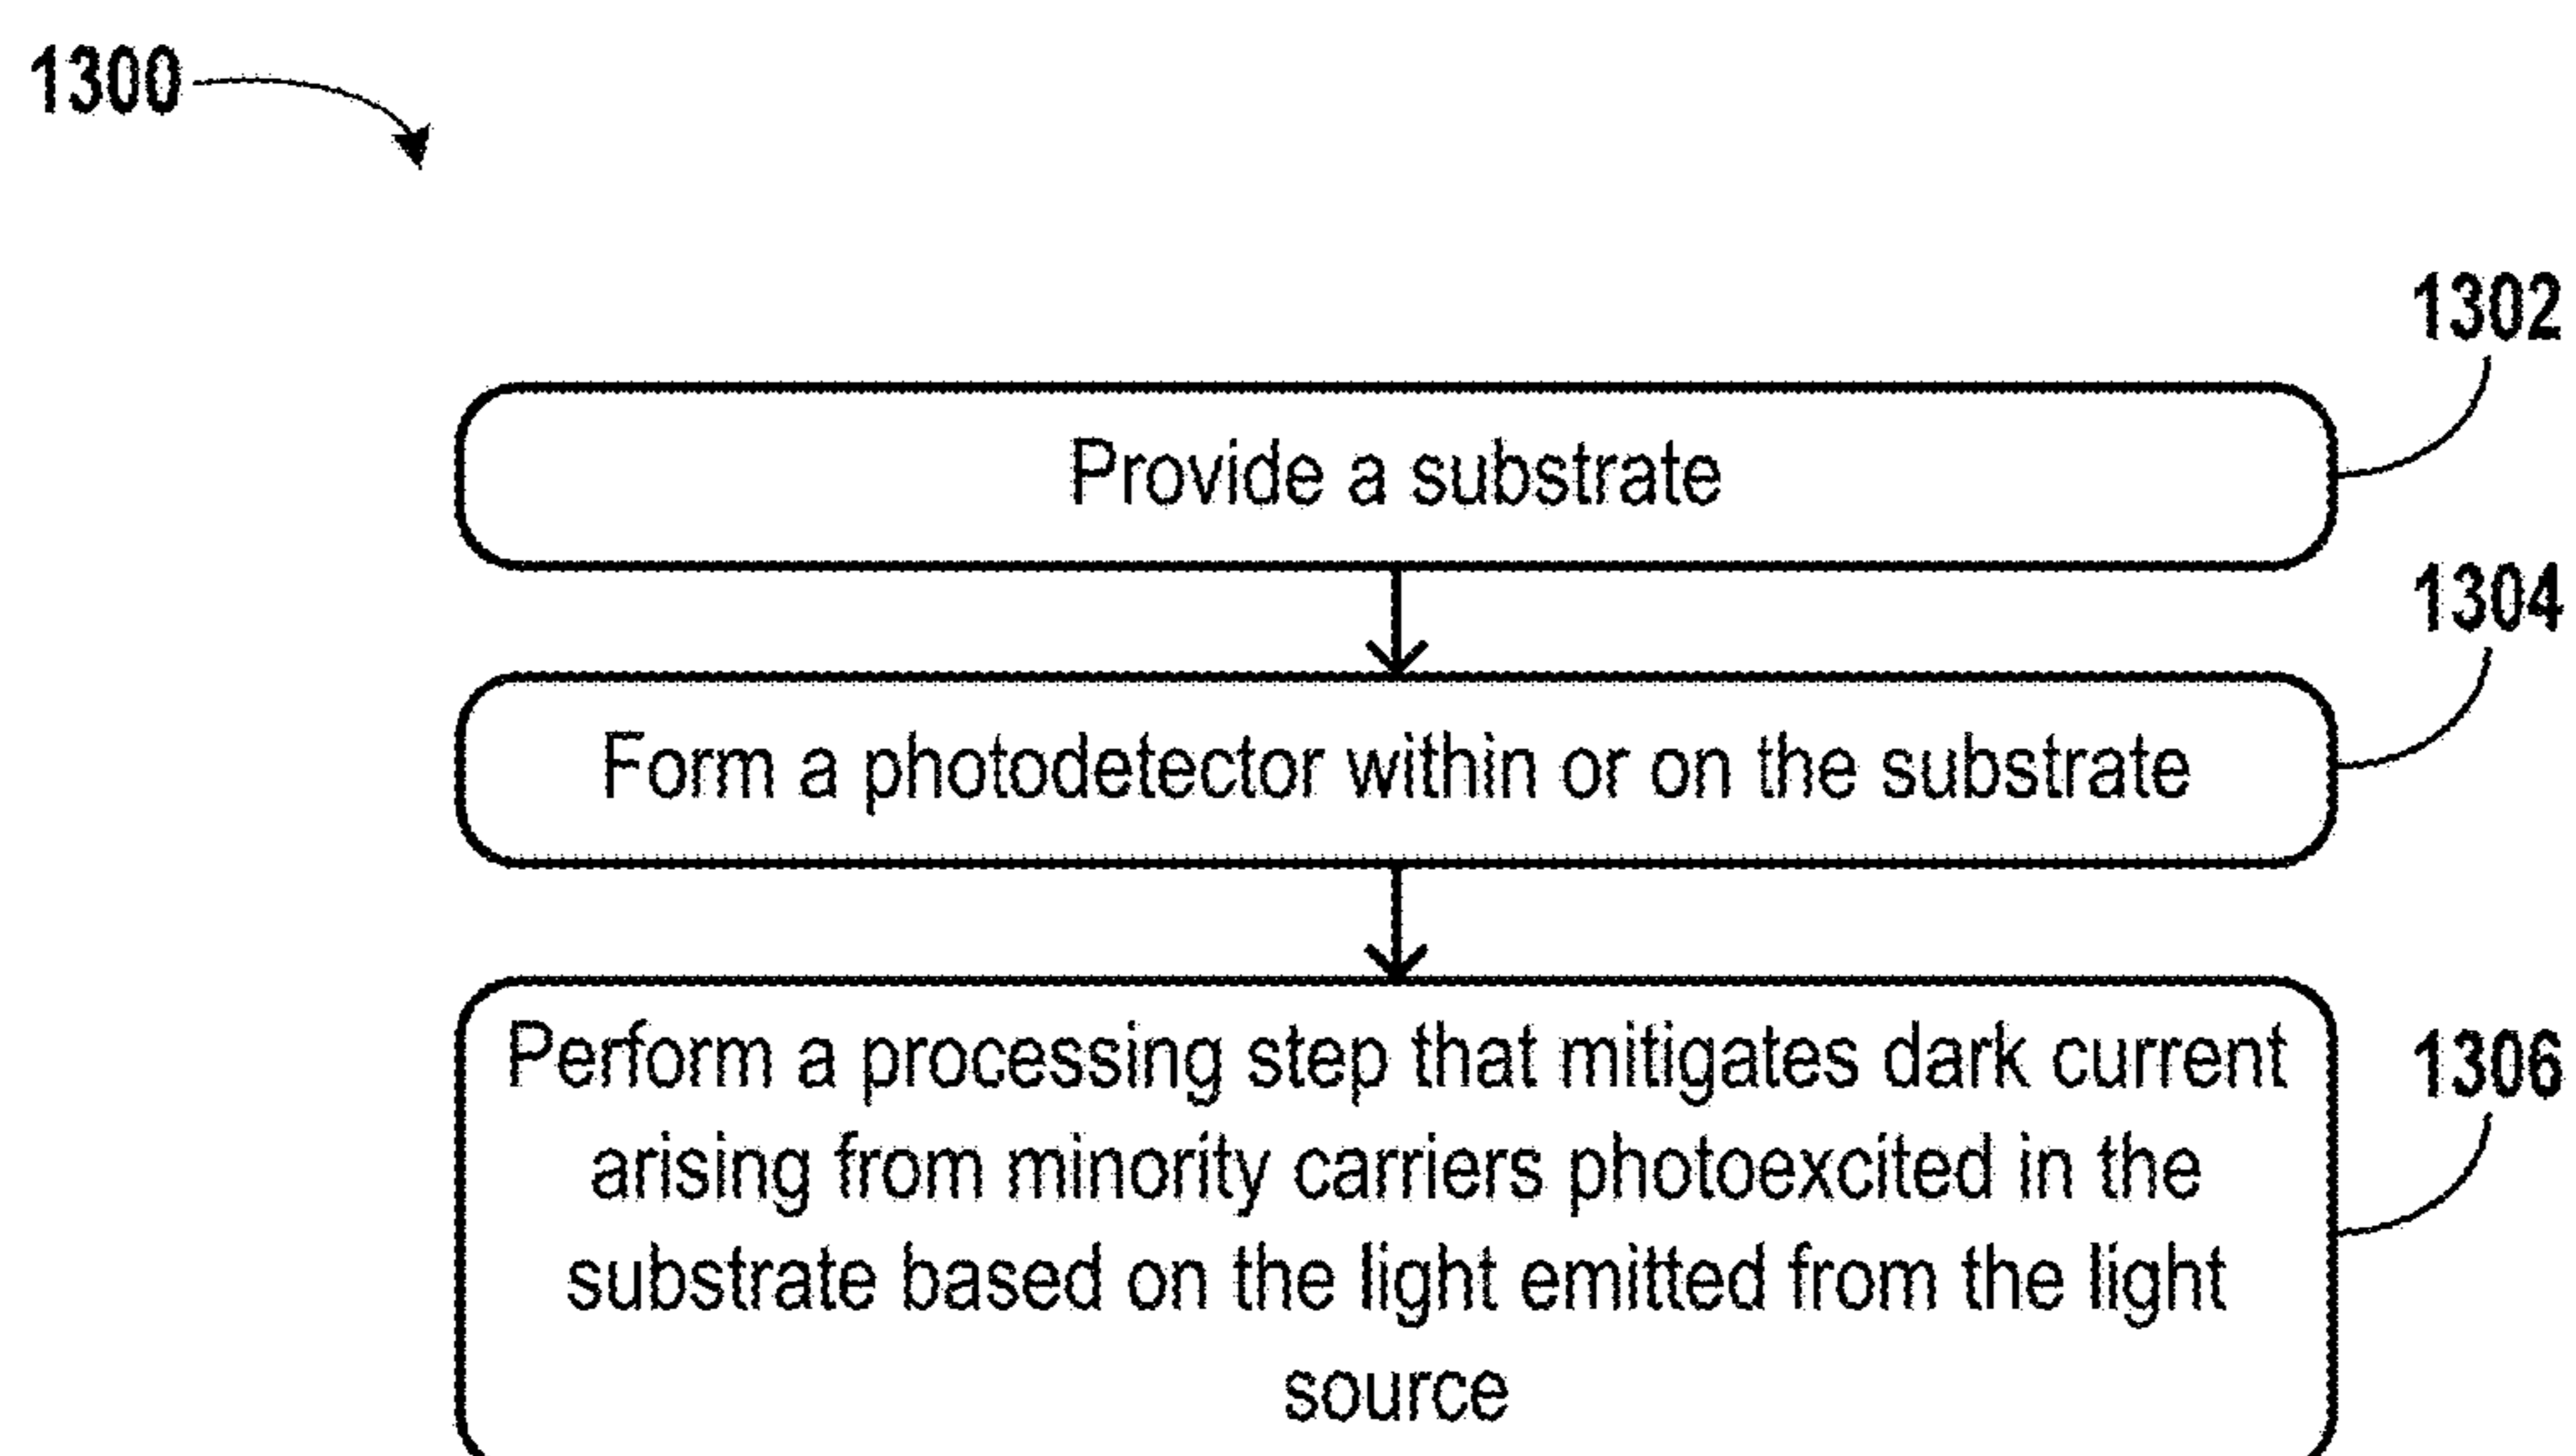 1300
1302
Provide a substrate
1304
Form a photodetector within or on the substrate
1306
Perform a processing step that mitigates dark current
arising from minority carriers photoexcited in the
substrate based on the light emitted from the light
source